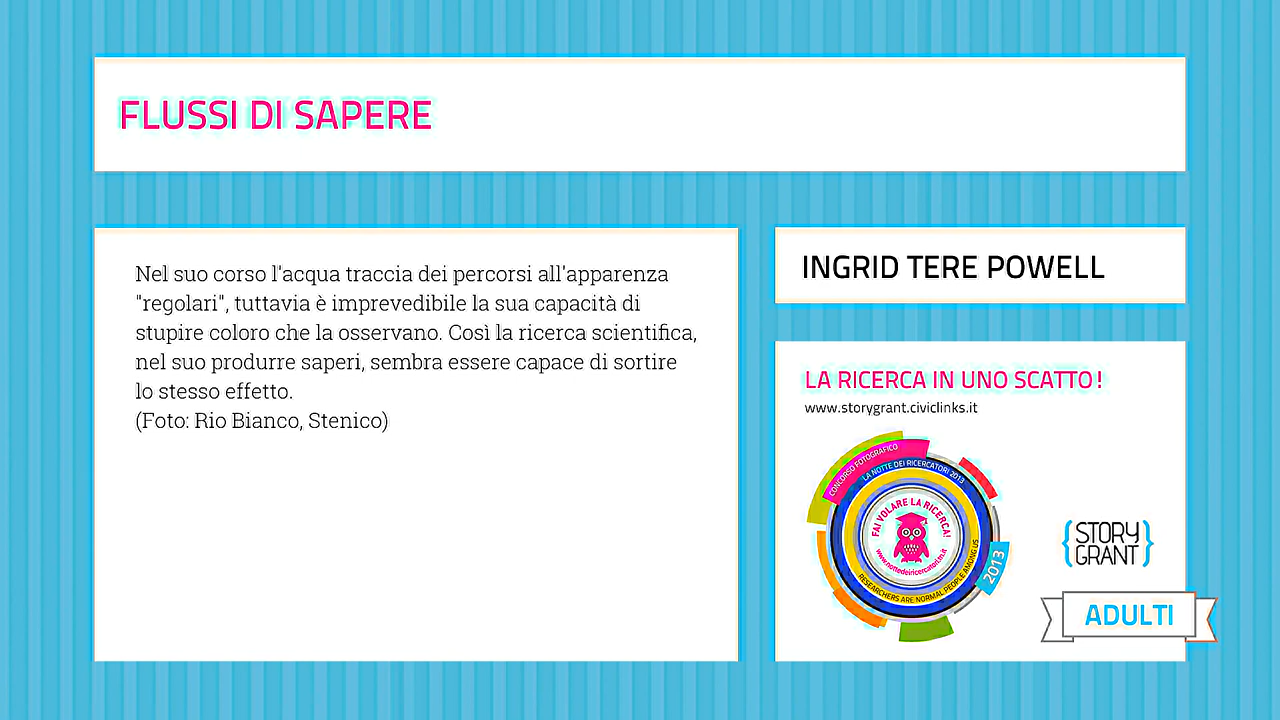 FLUSSI DI SAPERE
Nel suo corso l'acqua traccia dei percorsi all'apparenza
"regolari", tuttavia è imprevedibile la sua capacità di
stupire coloro che la osservano. Così la ricerca scientifica,
nel suo produrre saperi, sembra essere capace di sortire
lo stesso effetto.
(Foto: Rio Bianco, Stenico)
INGRID TERE POWELL
LA RICERCA IN UNO SCATTO!
www.storygrant.civiclinks.it
CONCORSO FOTOGRAFICO
LA NOTTE DEI RICERCATORI 2013
FAI VOLARE LA RICERCA!
www.nottedeiricercatori.tn.it
RESEARCHERS ARE NORMAL PEOPLE AMONG US
2013
{STORY
GRANT}
ADULTI